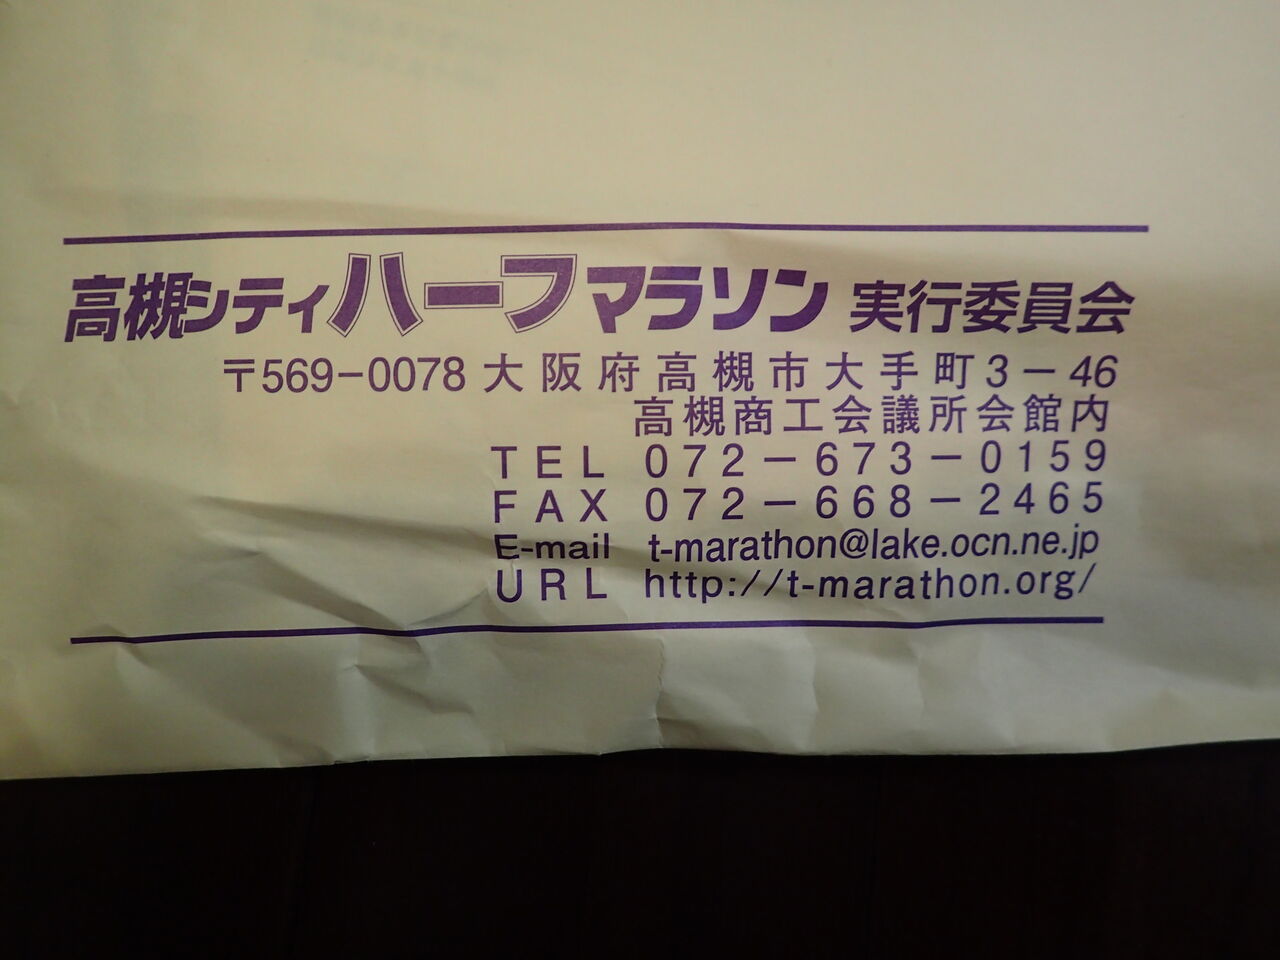 高槻シティハーフマラソン 実行委員会
〒569−0078 大阪府高槻市大手町3−46
高槻商工会議所会館内
TEL 072−673−0159
FAX 072−668−2465
E-mail t-marathon@lake.ocn.ne.jp
URL http://t-marathon.org/